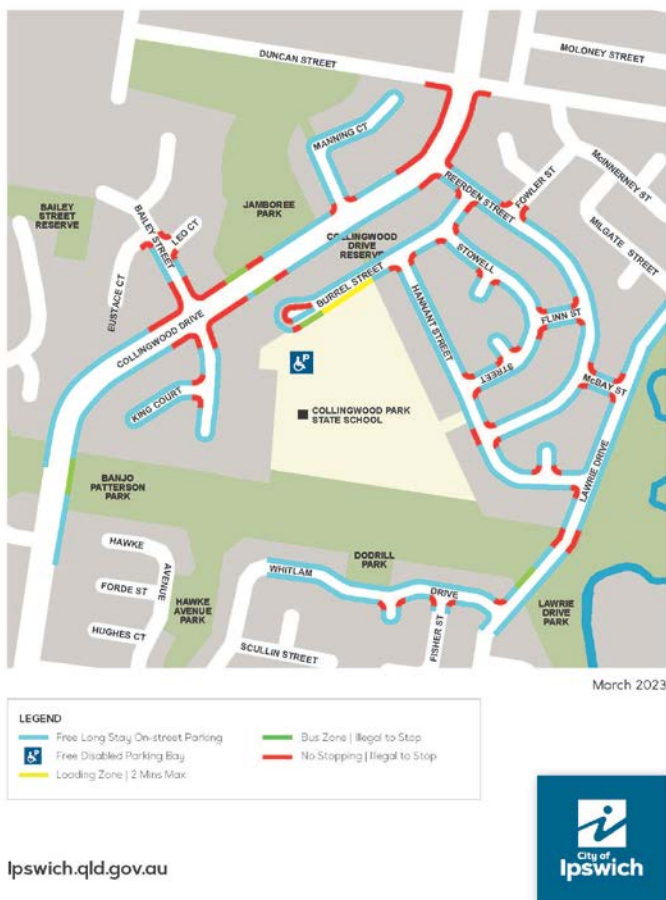 DUNCAN STREET
MOLONEY STREET
MANNING CT
REERDEN STREET
FOWLER ST
McINNERNEY ST
MILGATE STREET
BAILEY
STREET
RESERVE
JAMBOREE
PARK
BAILEY STREET
LEO CT
EUSTACE CT
COLLINGWOOD
DRIVE
RESERVE
STOWELL
STREET
BURREL STREET
HANNANT STREET
FLINN ST
McBAY ST
COLLINGWOOD DRIVE
KING COURT
COLLINGWOOD PARK
STATE SCHOOL
LAWRIE DRIVE
BANJO
PATTERSON
PARK
HAWKE
AVENUE
FORDE ST
HUGHES CT
HAWKE
AVENUE
PARK
WHITLAM
DRIVE
DODRILL
PARK
FISHER ST
SCULLIN STREET
LAWRIE
DRIVE
PARK
March 2023
LEGEND
Free Long Stay On-street Parking
P
Free Disabled Parking Bay
Loading Zone | 2 Mins Max
Bus Zone | Illegal to Stop
No Stopping | Illegal to Stop
Ipswich.qld.gov.au
City of
Ipswich